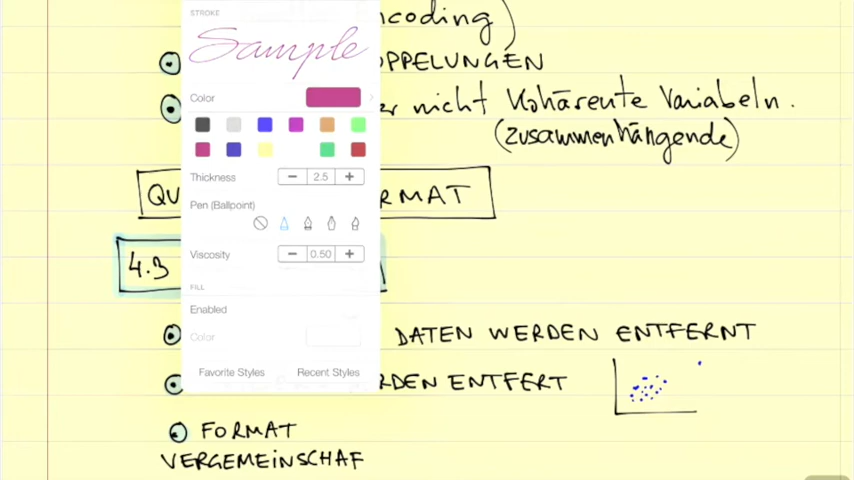 STROKE
ncoding)
Sample
OPPELUNGEN
Color
er nicht Kohärente Variabeln.
(zusammenhängende)
Thickness
− 2.5 +
QU RMAT
Pen (Ballpoint)
Viscosity
− 0.50 +
4.3
FILL
Enabled
Color
DATEN WERDEN ENTFERNT
Favorite Styles Recent Styles
RDEN ENTFERT
FORMAT
VERGEMEINSCHAF